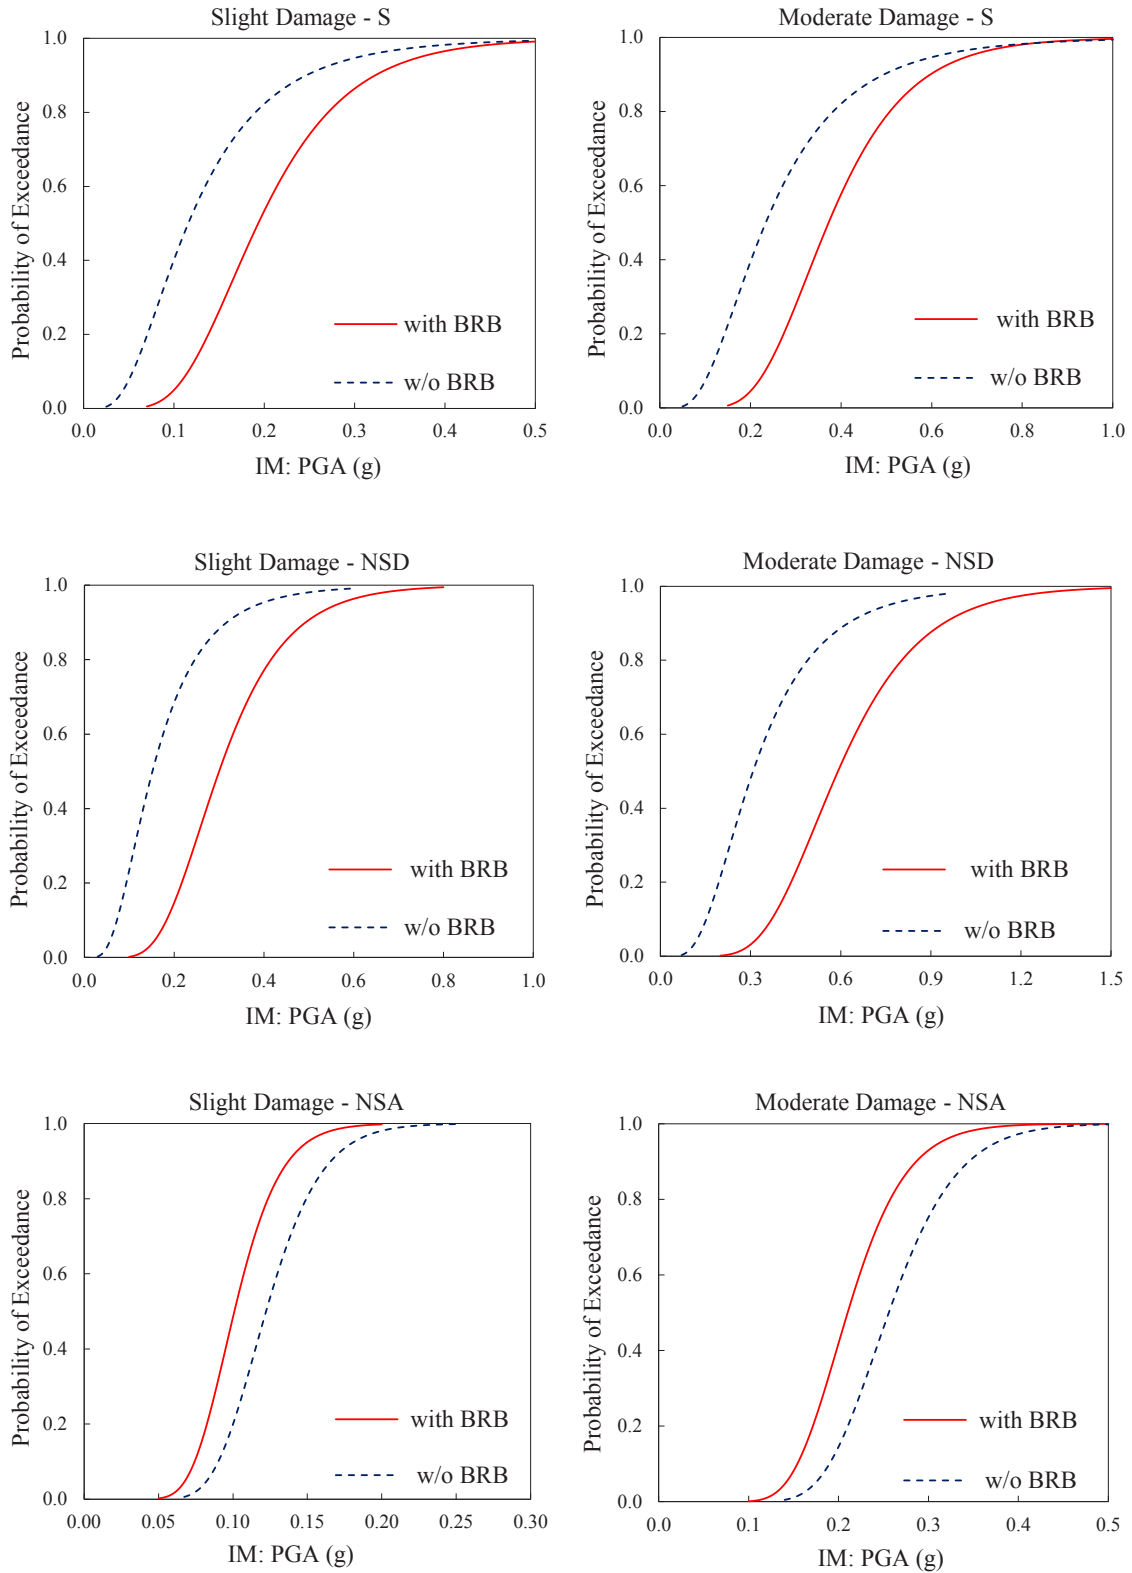 Slight Damage - S
Probability of Exceedance
1.0
0.8
0.6
0.4
0.2
0.0
with BRB
w/o BRB
0.0 0.1 0.2 0.3 0.4 0.5
IM: PGA (g)
Moderate Damage - S
Probability of Exceedance
1.0
0.8
0.6
0.4
0.2
0.0
with BRB
w/o BRB
0.0 0.2 0.4 0.6 0.8 1.0
IM: PGA (g)
Slight Damage - NSD
Probability of Exceedance
1.0
0.8
0.6
0.4
0.2
0.0
with BRB
w/o BRB
0.0 0.2 0.4 0.6 0.8 1.0
IM: PGA (g)
Moderate Damage - NSD
Probability of Exceedance
1.0
0.8
0.6
0.4
0.2
0.0
with BRB
w/o BRB
0.0 0.3 0.6 0.9 1.2 1.5
IM: PGA (g)
Slight Damage - NSA
Probability of Exceedance
1.0
0.8
0.6
0.4
0.2
0.0
with BRB
w/o BRB
0.00 0.05 0.10 0.15 0.20 0.25 0.30
IM: PGA (g)
Moderate Damage - NSA
Probability of Exceedance
1.0
0.8
0.6
0.4
0.2
0.0
with BRB
w/o BRB
0.0 0.1 0.2 0.3 0.4 0.5
IM: PGA (g)